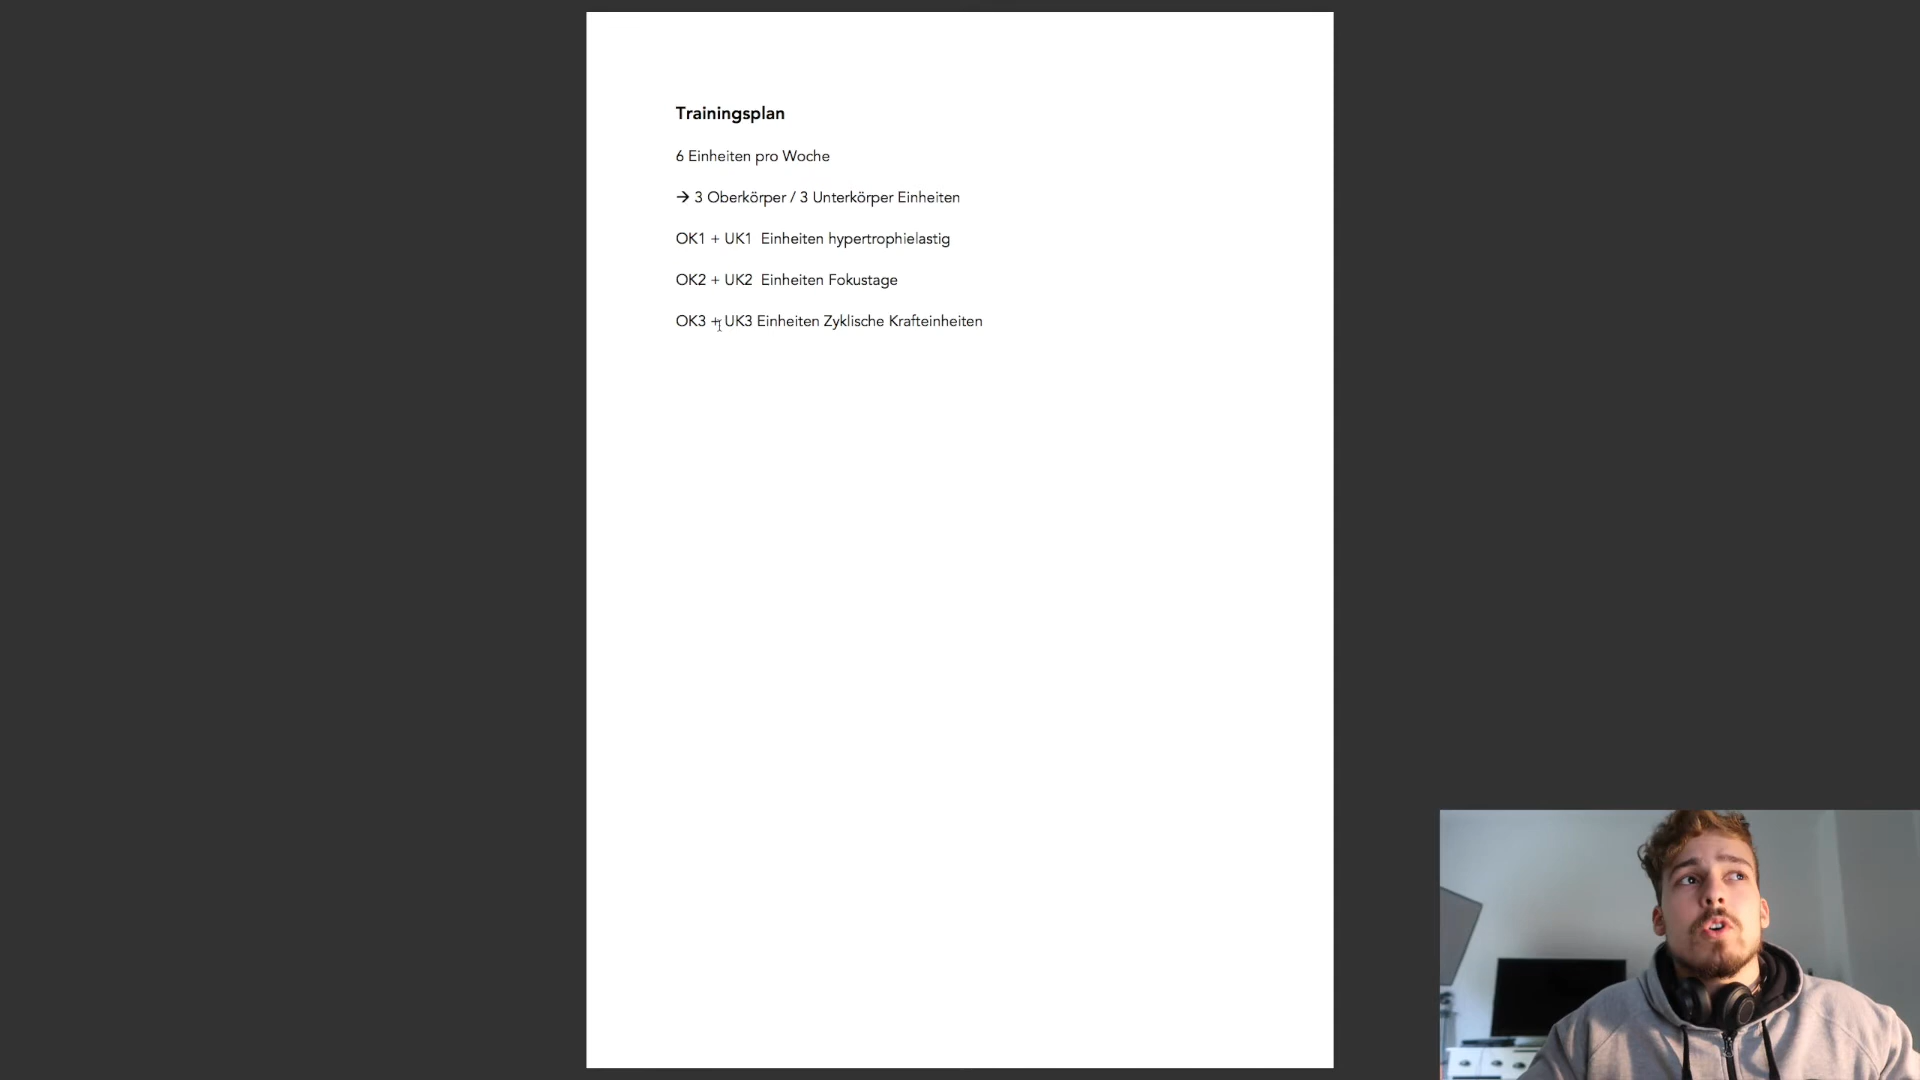 Trainingsplan
6 Einheiten pro Woche
→ 3 Oberkörper / 3 Unterkörper Einheiten
OK1 + UK1  Einheiten hypertrophielastig
OK2 + UK2  Einheiten Fokustage
OK3 + UK3 Einheiten Zyklische Krafteinheiten